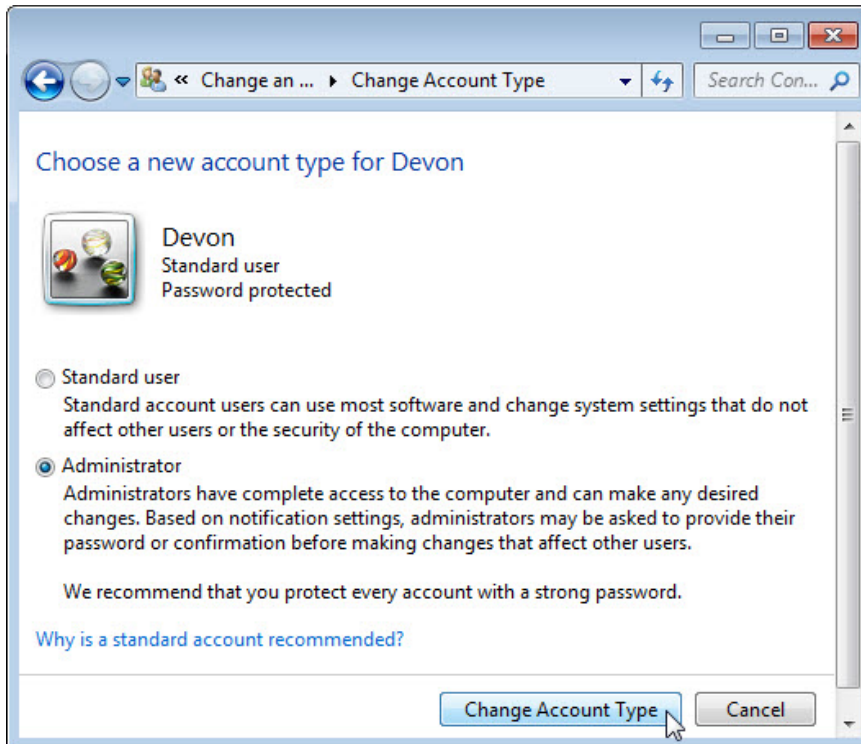 « Change an ... ▸ Change Account Type
Search Con...
Choose a new account type for Devon
Devon
Standard user
Password protected
Standard user
Standard account users can use most software and change system settings that do not
affect other users or the security of the computer.
Administrator
Administrators have complete access to the computer and can make any desired
changes. Based on notification settings, administrators may be asked to provide their
password or confirmation before making changes that affect other users.
We recommend that you protect every account with a strong password.
Why is a standard account recommended?
Change Account Type
Cancel